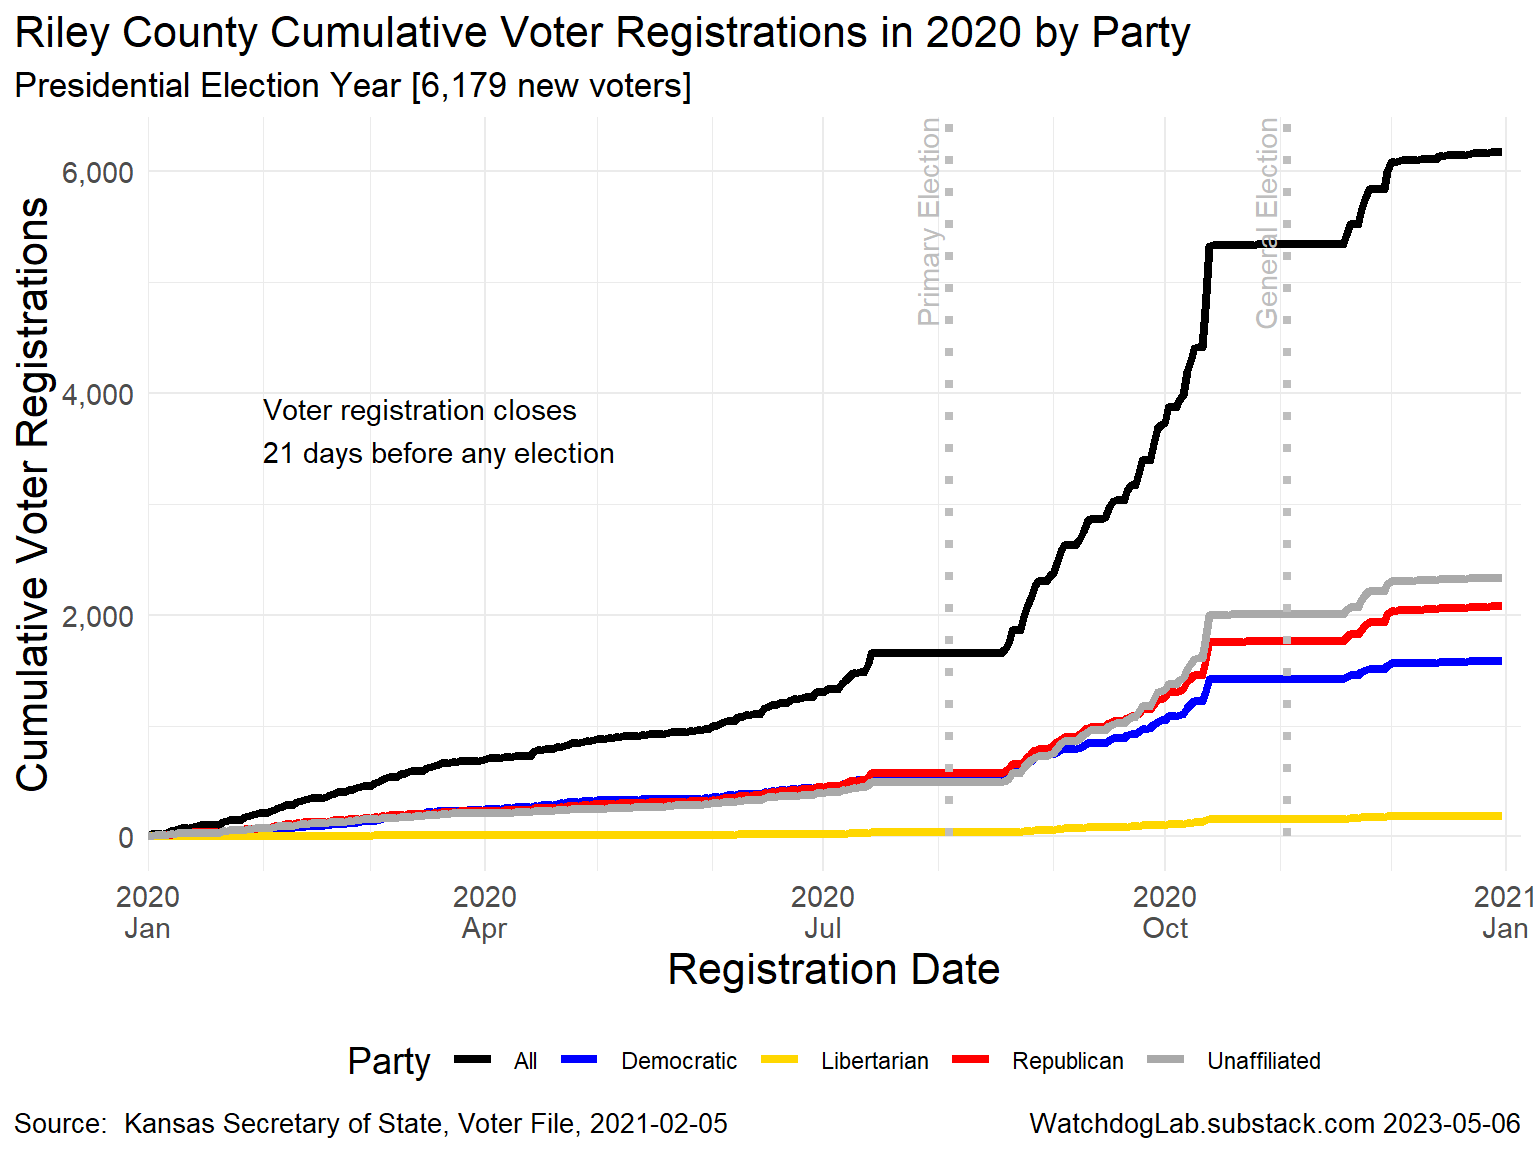 Riley County Cumulative Voter Registrations in 2020 by Party
Presidential Election Year [6,179 new voters]
Cumulative Voter Registrations
6,000
4,000
2,000
0
Primary Election
General Election
Voter registration closes
21 days before any election
2020 2020 2020 2020 2021
Jan Apr Jul Oct Jan
Registration Date
Party All Democratic Libertarian Republican Unaffiliated
Source:  Kansas Secretary of State, Voter File, 2021-02-05
WatchdogLab.substack.com 2023-05-06